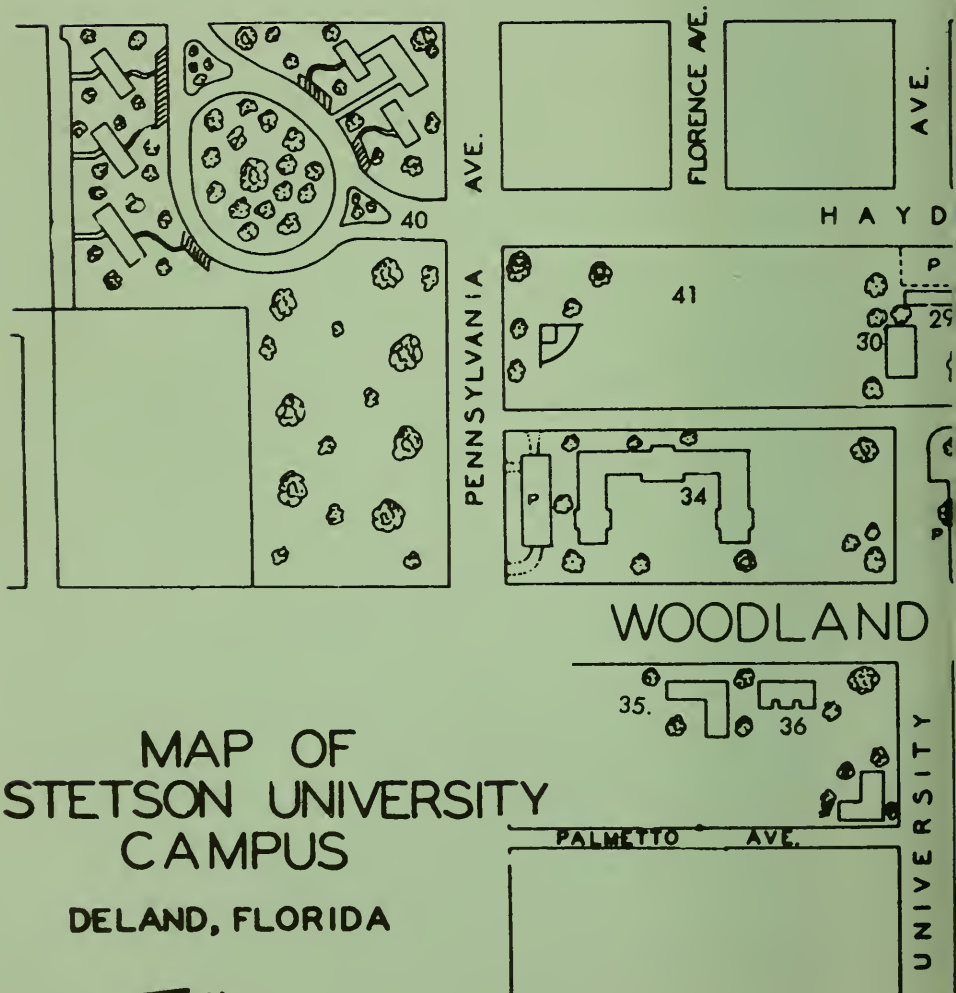 FLORENCE AVE.
AVE.
AVE.
40
HAYD
PENNSYLVANIA
41
P
29
30
P
34
P
WOODLAND
35.
36
MAP OF
STETSON UNIVERSITY
CAMPUS
DELAND, FLORIDA
PALMETTO AVE.
UNIVERSITY